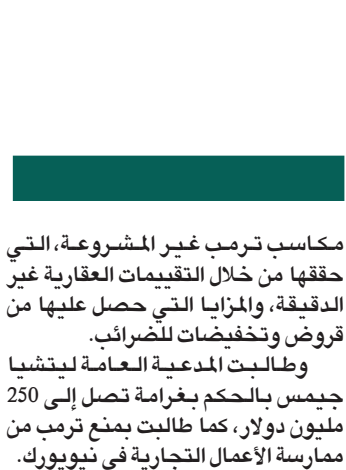 مكاسب ترمب غير المشروعة، التي
حققها من خلال التقييمات العقارية غير
الدقيقة، والمزايا التي حصل عليها من
قروض وتخفيضات للضرائب.
وطالبت المدعية العامة ليتشيا
جيمس بالحكم بغرامة تصل إلى 250
مليون دولار، كما طالبت بمنع ترمب من
ممارسة الأعمال التجارية في نيويورك.